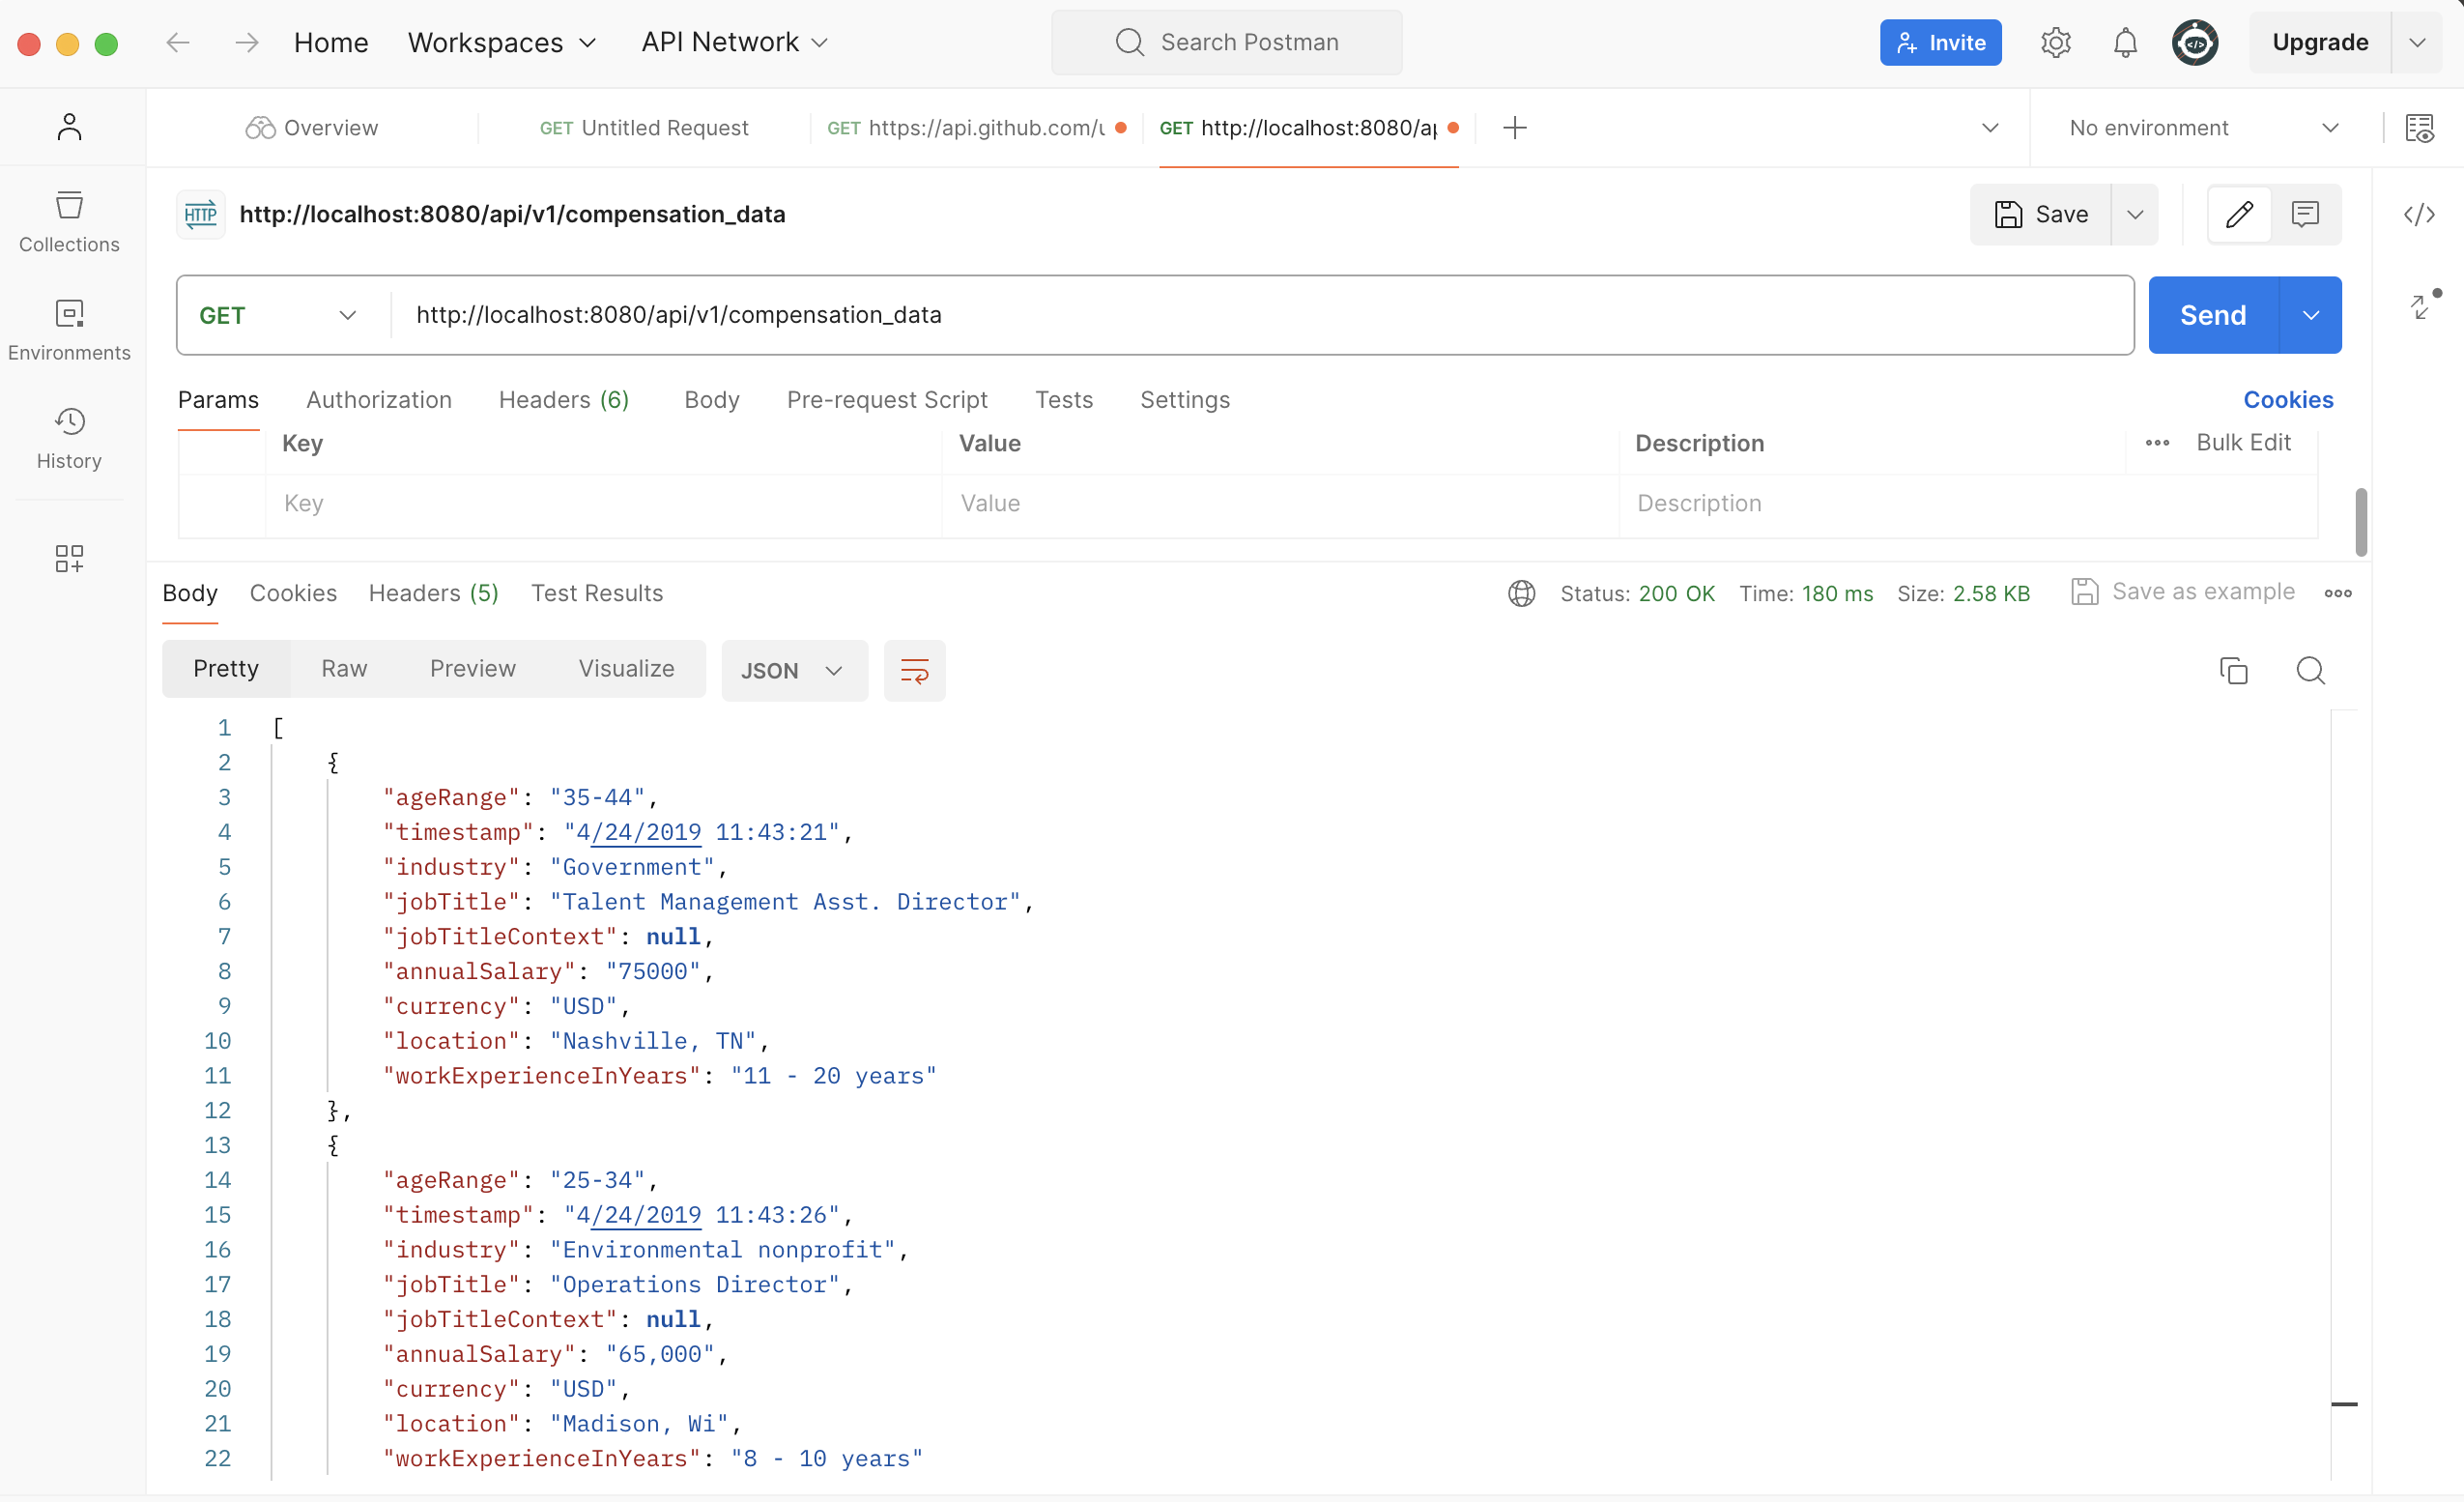 Home Workspaces API Network Search Postman Invite Upgrade
Overview GET Untitled Request GET https://api.github.com/u GET http://localhost:8080/ap No environment
HTTP http://localhost:8080/api/v1/compensation_data Save
Collections
GET http://localhost:8080/api/v1/compensation_data Send
Environments
Params Authorization Headers (6) Body Pre-request Script Tests Settings Cookies
Key Value Description Bulk Edit
History
Key Value Description
Body Cookies Headers (5) Test Results Status: 200 OK Time: 180 ms Size: 2.58 KB Save as example
Pretty Raw Preview Visualize JSON
1 [
2 {
3 "ageRange": "35-44",
4 "timestamp": "4/24/2019 11:43:21",
5 "industry": "Government",
6 "jobTitle": "Talent Management Asst. Director",
7 "jobTitleContext": null,
8 "annualSalary": "75000",
9 "currency": "USD",
10 "location": "Nashville, TN",
11 "workExperienceInYears": "11 - 20 years"
12 },
13 {
14 "ageRange": "25-34",
15 "timestamp": "4/24/2019 11:43:26",
16 "industry": "Environmental nonprofit",
17 "jobTitle": "Operations Director",
18 "jobTitleContext": null,
19 "annualSalary": "65,000",
20 "currency": "USD",
21 "location": "Madison, Wi",
22 "workExperienceInYears": "8 - 10 years"